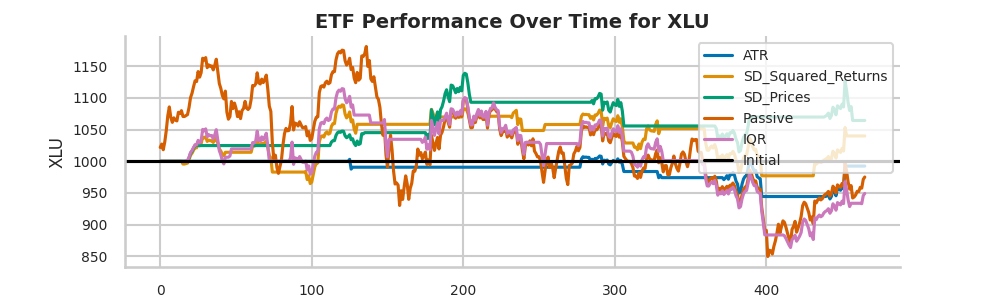 ETF Performance Over Time for XLU
XLU
1150
1100
1050
1000
950
900
850
0
100
200
300
400
ATR
SD_Squared_Returns
SD_Prices
Passive
IQR
Initial